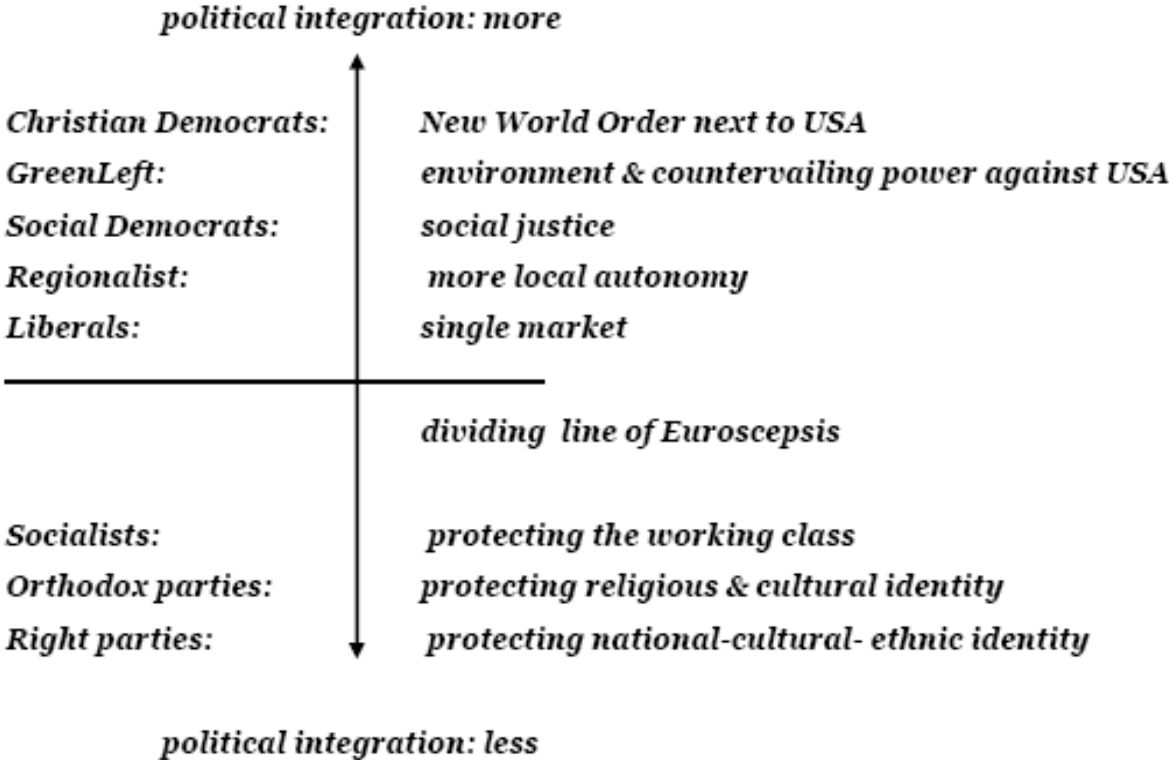 political integration: more
Christian Democrats: New World Order next to USA
GreenLeft: environment & countervailing power against USA
Social Democrats: social justice
Regionalist: more local autonomy
Liberals: single market
dividing line of Euroscepsis
Socialists: protecting the working class
Orthodox parties: protecting religious & cultural identity
Right parties: protecting national-cultural- ethnic identity
political integration: less